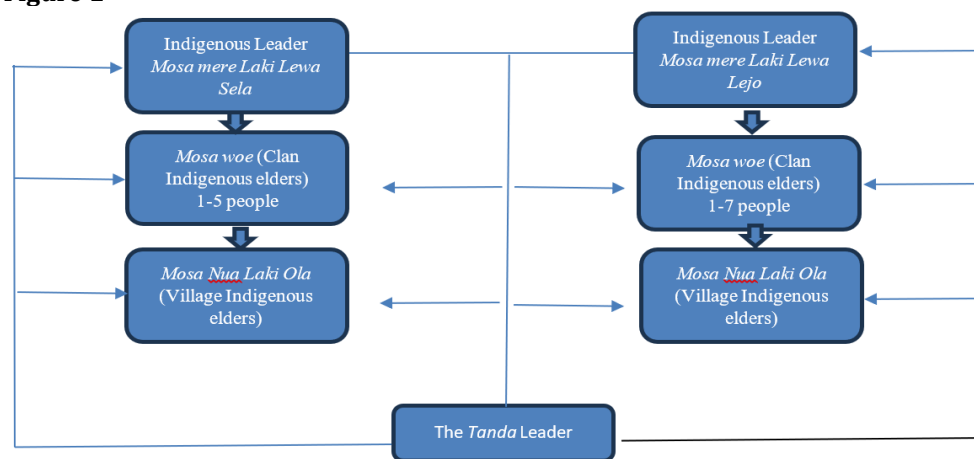 Indigenous Leader
Mosa mere Laki Lewa
Sela
Indigenous Leader
Mosa mere Laki Lewa
Lejo
Mosa woe (Clan
Indigenous elders)
1-5 people
Mosa woe (Clan
Indigenous elders)
1-7 people
Mosa Nua Laki Ola
(Village Indigenous
elders)
Mosa Nua Laki Ola
(Village Indigenous
elders)
The Tanda Leader